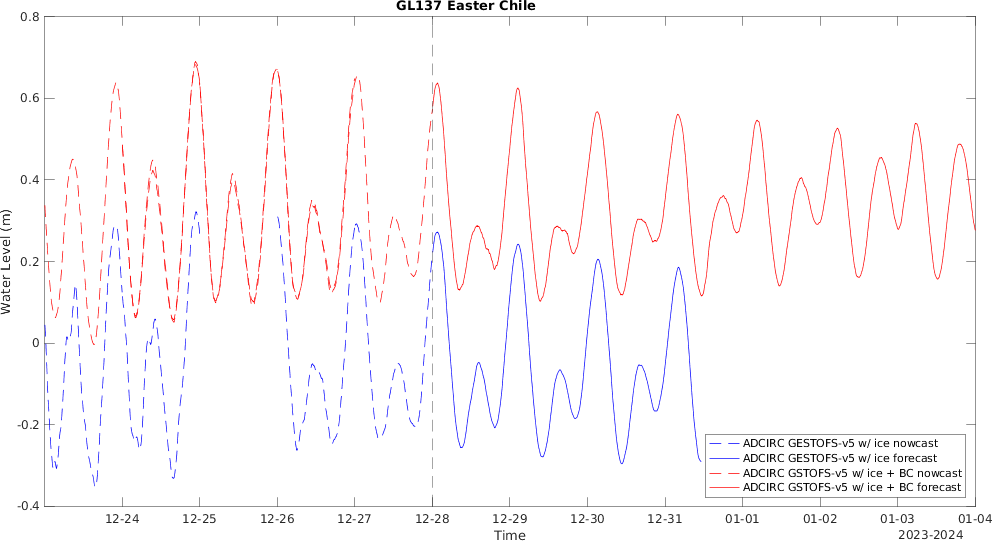 GL137 Easter Chile
Water Level (m)
0.8
0.6
0.4
0.2
0
-0.2
-0.4
ADCIRC GESTOFS-v5 w/ ice nowcast
ADCIRC GESTOFS-v5 w/ ice forecast
ADCIRC GSTOFS-v5 w/ ice + BC nowcast
ADCIRC GSTOFS-v5 w/ ice + BC forecast
12-24 12-25 12-26 12-27 12-28 12-29 12-30 12-31 01-01 01-02 01-03 01-04
Time
2023-2024